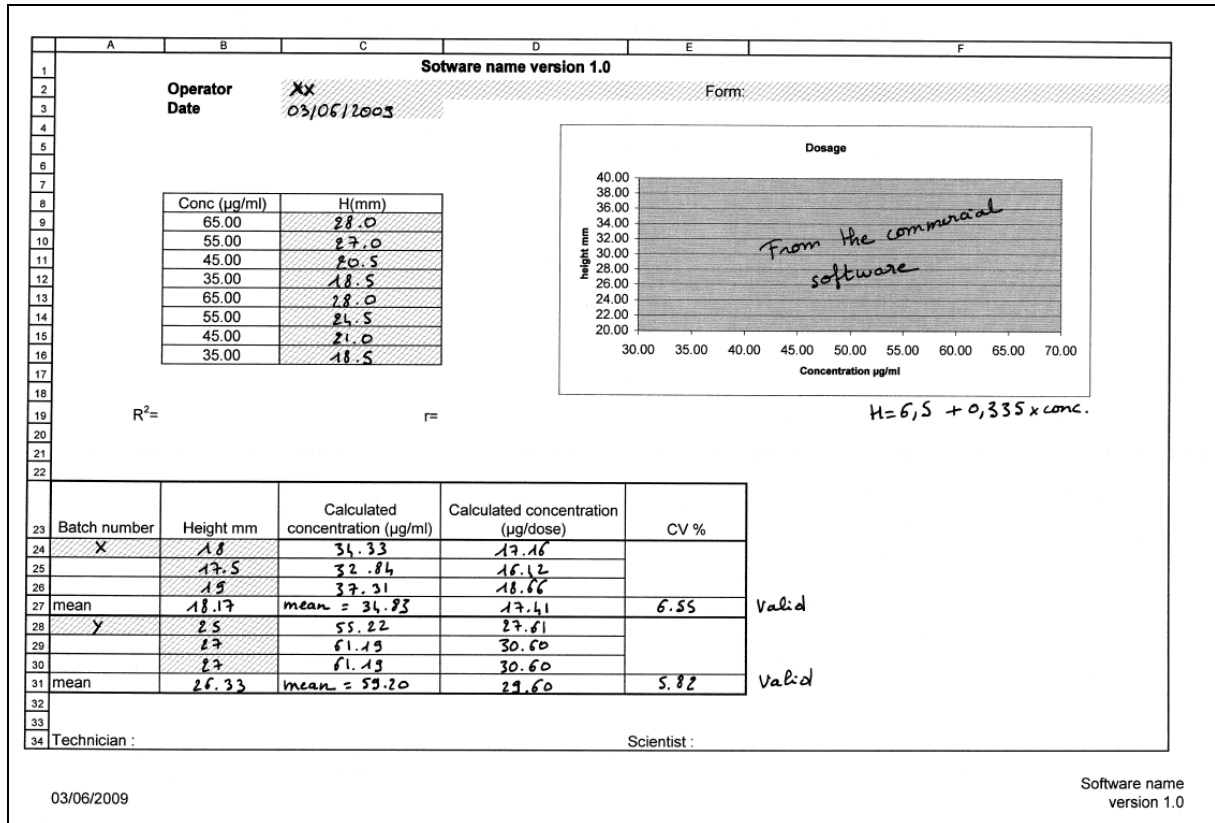 A B C D E F
1 Sotware name version 1.0
2 Operator Xx Form:
3 Date 03/06/2009
4
5 Dosage
6
7 40.00
8 Conc (µg/ml) H(mm) 38.00
9 65.00 28.0 36.00
10 55.00 27.0 34.00
11 45.00 20.5 32.00
12 35.00 18.5 30.00
13 65.00 28.0 28.00
14 55.00 24.5 26.00
15 45.00 21.0 24.00
16 35.00 18.5 22.00
20.00
height mm
From the commercial
software
30.00 35.00 40.00 45.00 50.00 55.00 60.00 65.00 70.00
17 Concentration µg/ml
18
19 R²= r= H=6,5 +0,335 x conc.
20
21
22
23 Batch number Height mm Calculated concentration (µg/ml) Calculated concentration (µg/dose) CV %
24 X 18 34.33 17.16
25 17.5 32.84 16.42
26 19 37.31 18.66
27 mean 18.17 mean = 34.83 17.41 6.55 Valid
28 Y 25 55.22 27.61
29 27 61.19 30.60
30 27 61.19 30.60
31 mean 26.33 mean = 59.20 29.60 5.82 Valid
32
33
34 Technician : Scientist :
03/06/2009 Software name
version 1.0